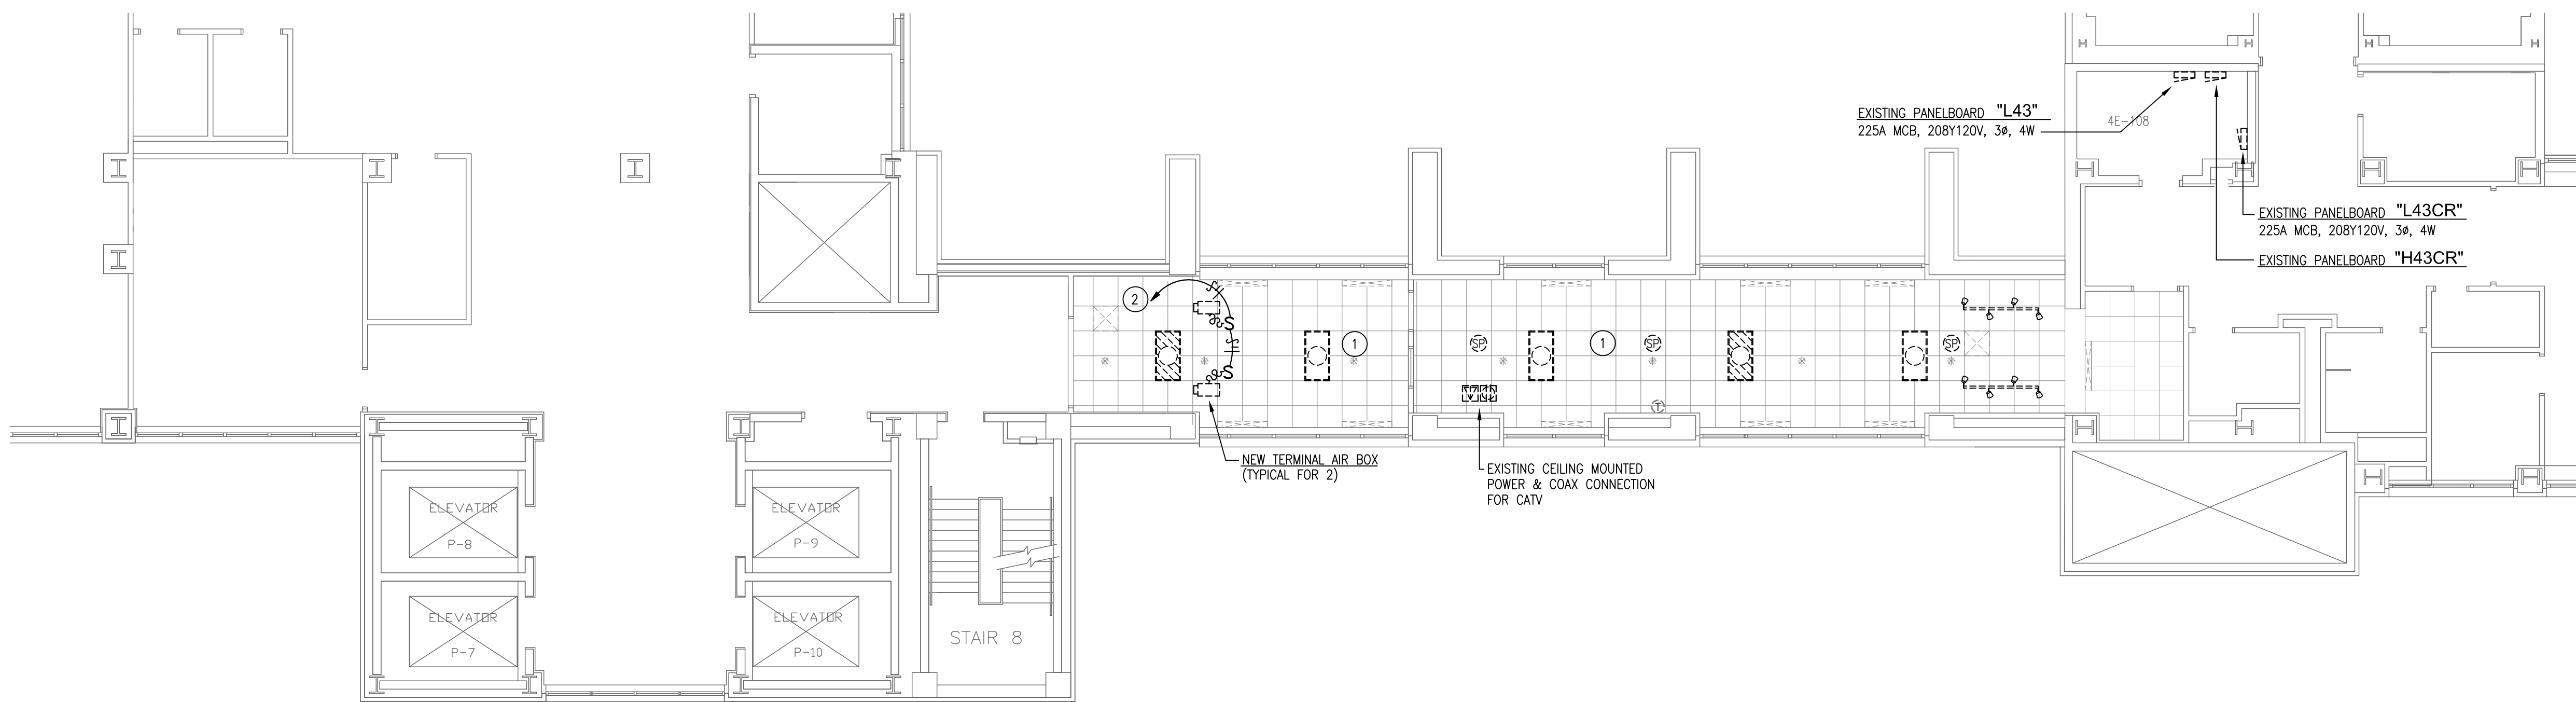 EXISTING PANELBOARD "L43"
225A MCB, 208Y120V, 3ø, 4W
4E-108
EXISTING PANELBOARD "L43CR"
225A MCB, 208Y120V, 3ø, 4W
EXISTING PANELBOARD "H43CR"
2
S
S
1
1
SP
SP
SP
T
NEW TERMINAL AIR BOX
(TYPICAL FOR 2)
EXISTING CEILING MOUNTED
POWER & COAX CONNECTION
FOR CATV
ELEVATOR
P-8
ELEVATOR
P-9
ELEVATOR
P-7
ELEVATOR
P-10
STAIR 8